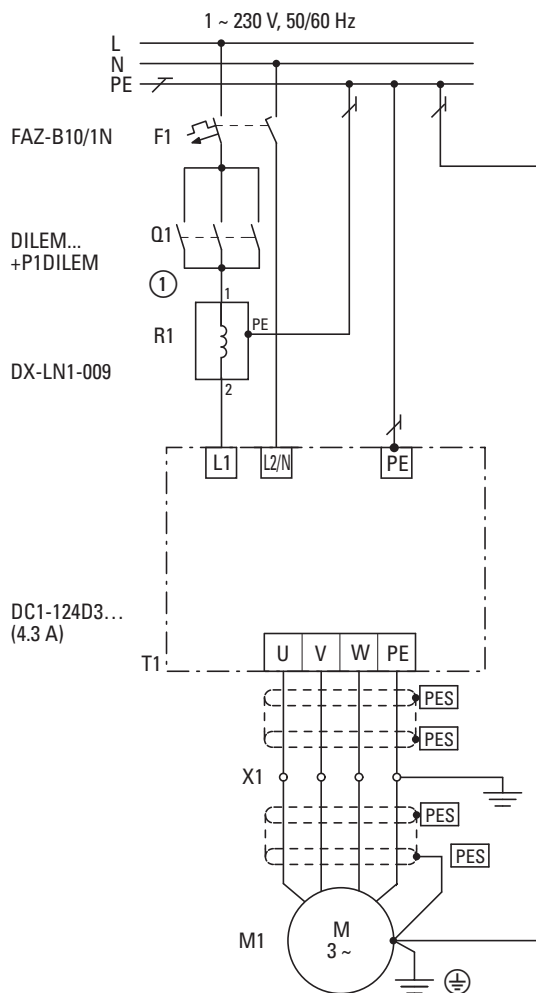 1 ~ 230 V, 50/60 Hz
L
N
PE
FAZ-B10/1N F1
DILEM...
+P1DILEM
Q1
1
1
R1 PE
DX-LN1-009
2
L1 L2/N PE
DC1-124D3...
(4.3 A)
T1
U V W PE
PES
PES
X1
PES
PES
M1
M
3 ~